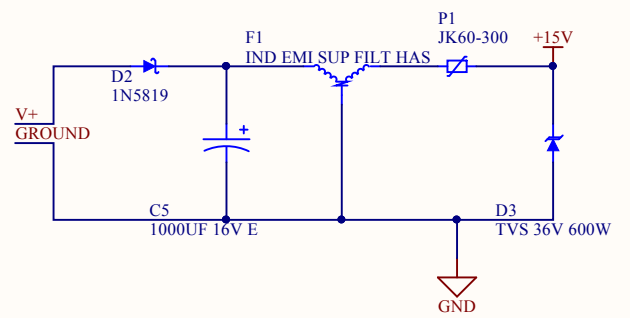 F1
IND EMI SUP FILT HAS
P1
JK60-300
+15V
D2
1N5819
V+
GROUND
+
C5
1000UF 16V E
D3
TVS 36V 600W
GND